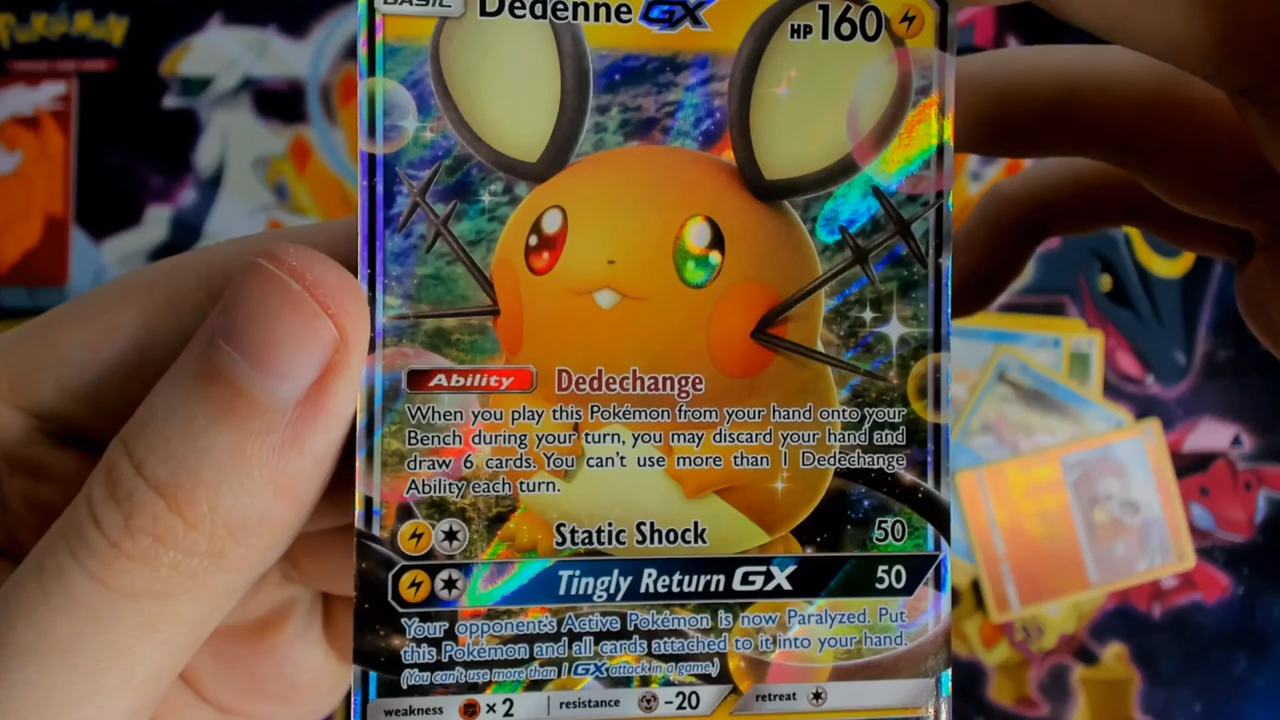 Pokémon
BASIC
Dedenne GX
HP 160
Ability Dedechange
When you play this Pokémon from your hand onto your
Bench during your turn, you may discard your hand and
draw 6 cards. You can't use more than 1 Dedechange
Ability each turn.
Static Shock 50
Tingly Return GX 50
Your opponent's Active Pokémon is now Paralyzed. Put
this Pokémon and all cards attached to it into your hand.
(You can't use more than 1 GX attack in a game.)
weakness ×2 resistance -20 retreat